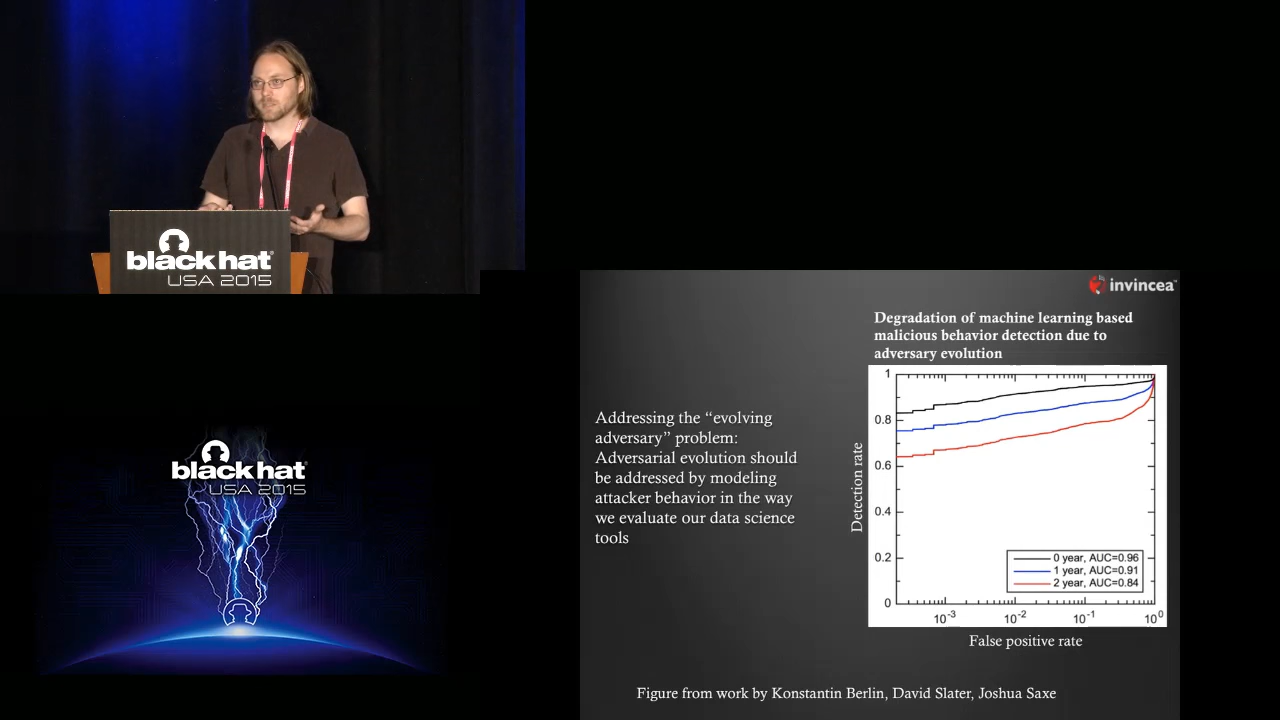 black hat
USA 2015
black hat
USA 2015
invincea
Degradation of machine learning based
malicious behavior detection due to
adversary evolution
Addressing the “evolving
adversary” problem:
Adversarial evolution should
be addressed by modeling
attacker behavior in the way
we evaluate our data science
tools
Detection rate
1
0.8
0.6
0.4
0.2
0
0 year, AUC=0.96
1 year, AUC=0.91
2 year, AUC=0.84
10⁻³ 10⁻² 10⁻¹ 10⁰
False positive rate
Figure from work by Konstantin Berlin, David Slater, Joshua Saxe